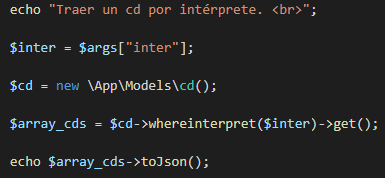 echo "Traer un cd por intérprete. <br>";
$inter = $args["inter"];
$cd = new \App\Models\cd();
$array_cds = $cd->whereinterpret($inter)->get();
echo $array_cds->toJson();